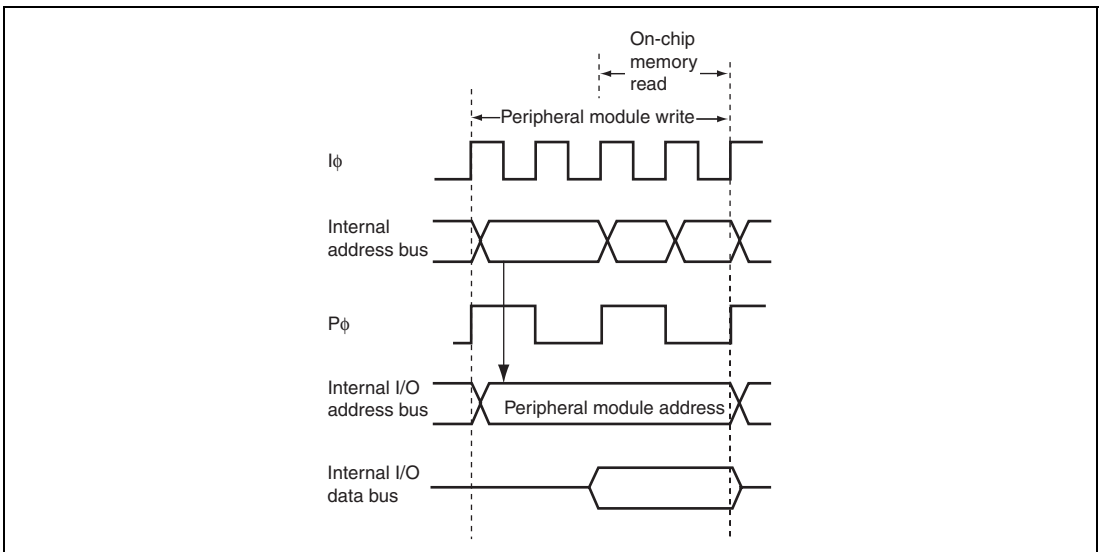 On-chip
memory
read
Peripheral module write
Iϕ
Internal
address bus
Pϕ
Internal I/O
address bus
Peripheral module address
Internal I/O
data bus